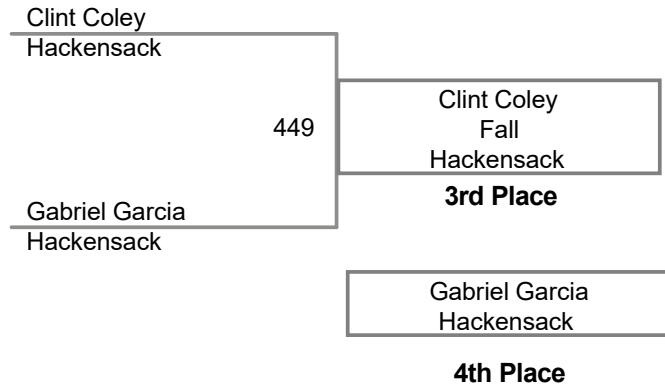 Clint Coley
Hackensack
449
Clint Coley
Fall
Hackensack
3rd Place
Gabriel Garcia
Hackensack
Gabriel Garcia
Hackensack
4th Place